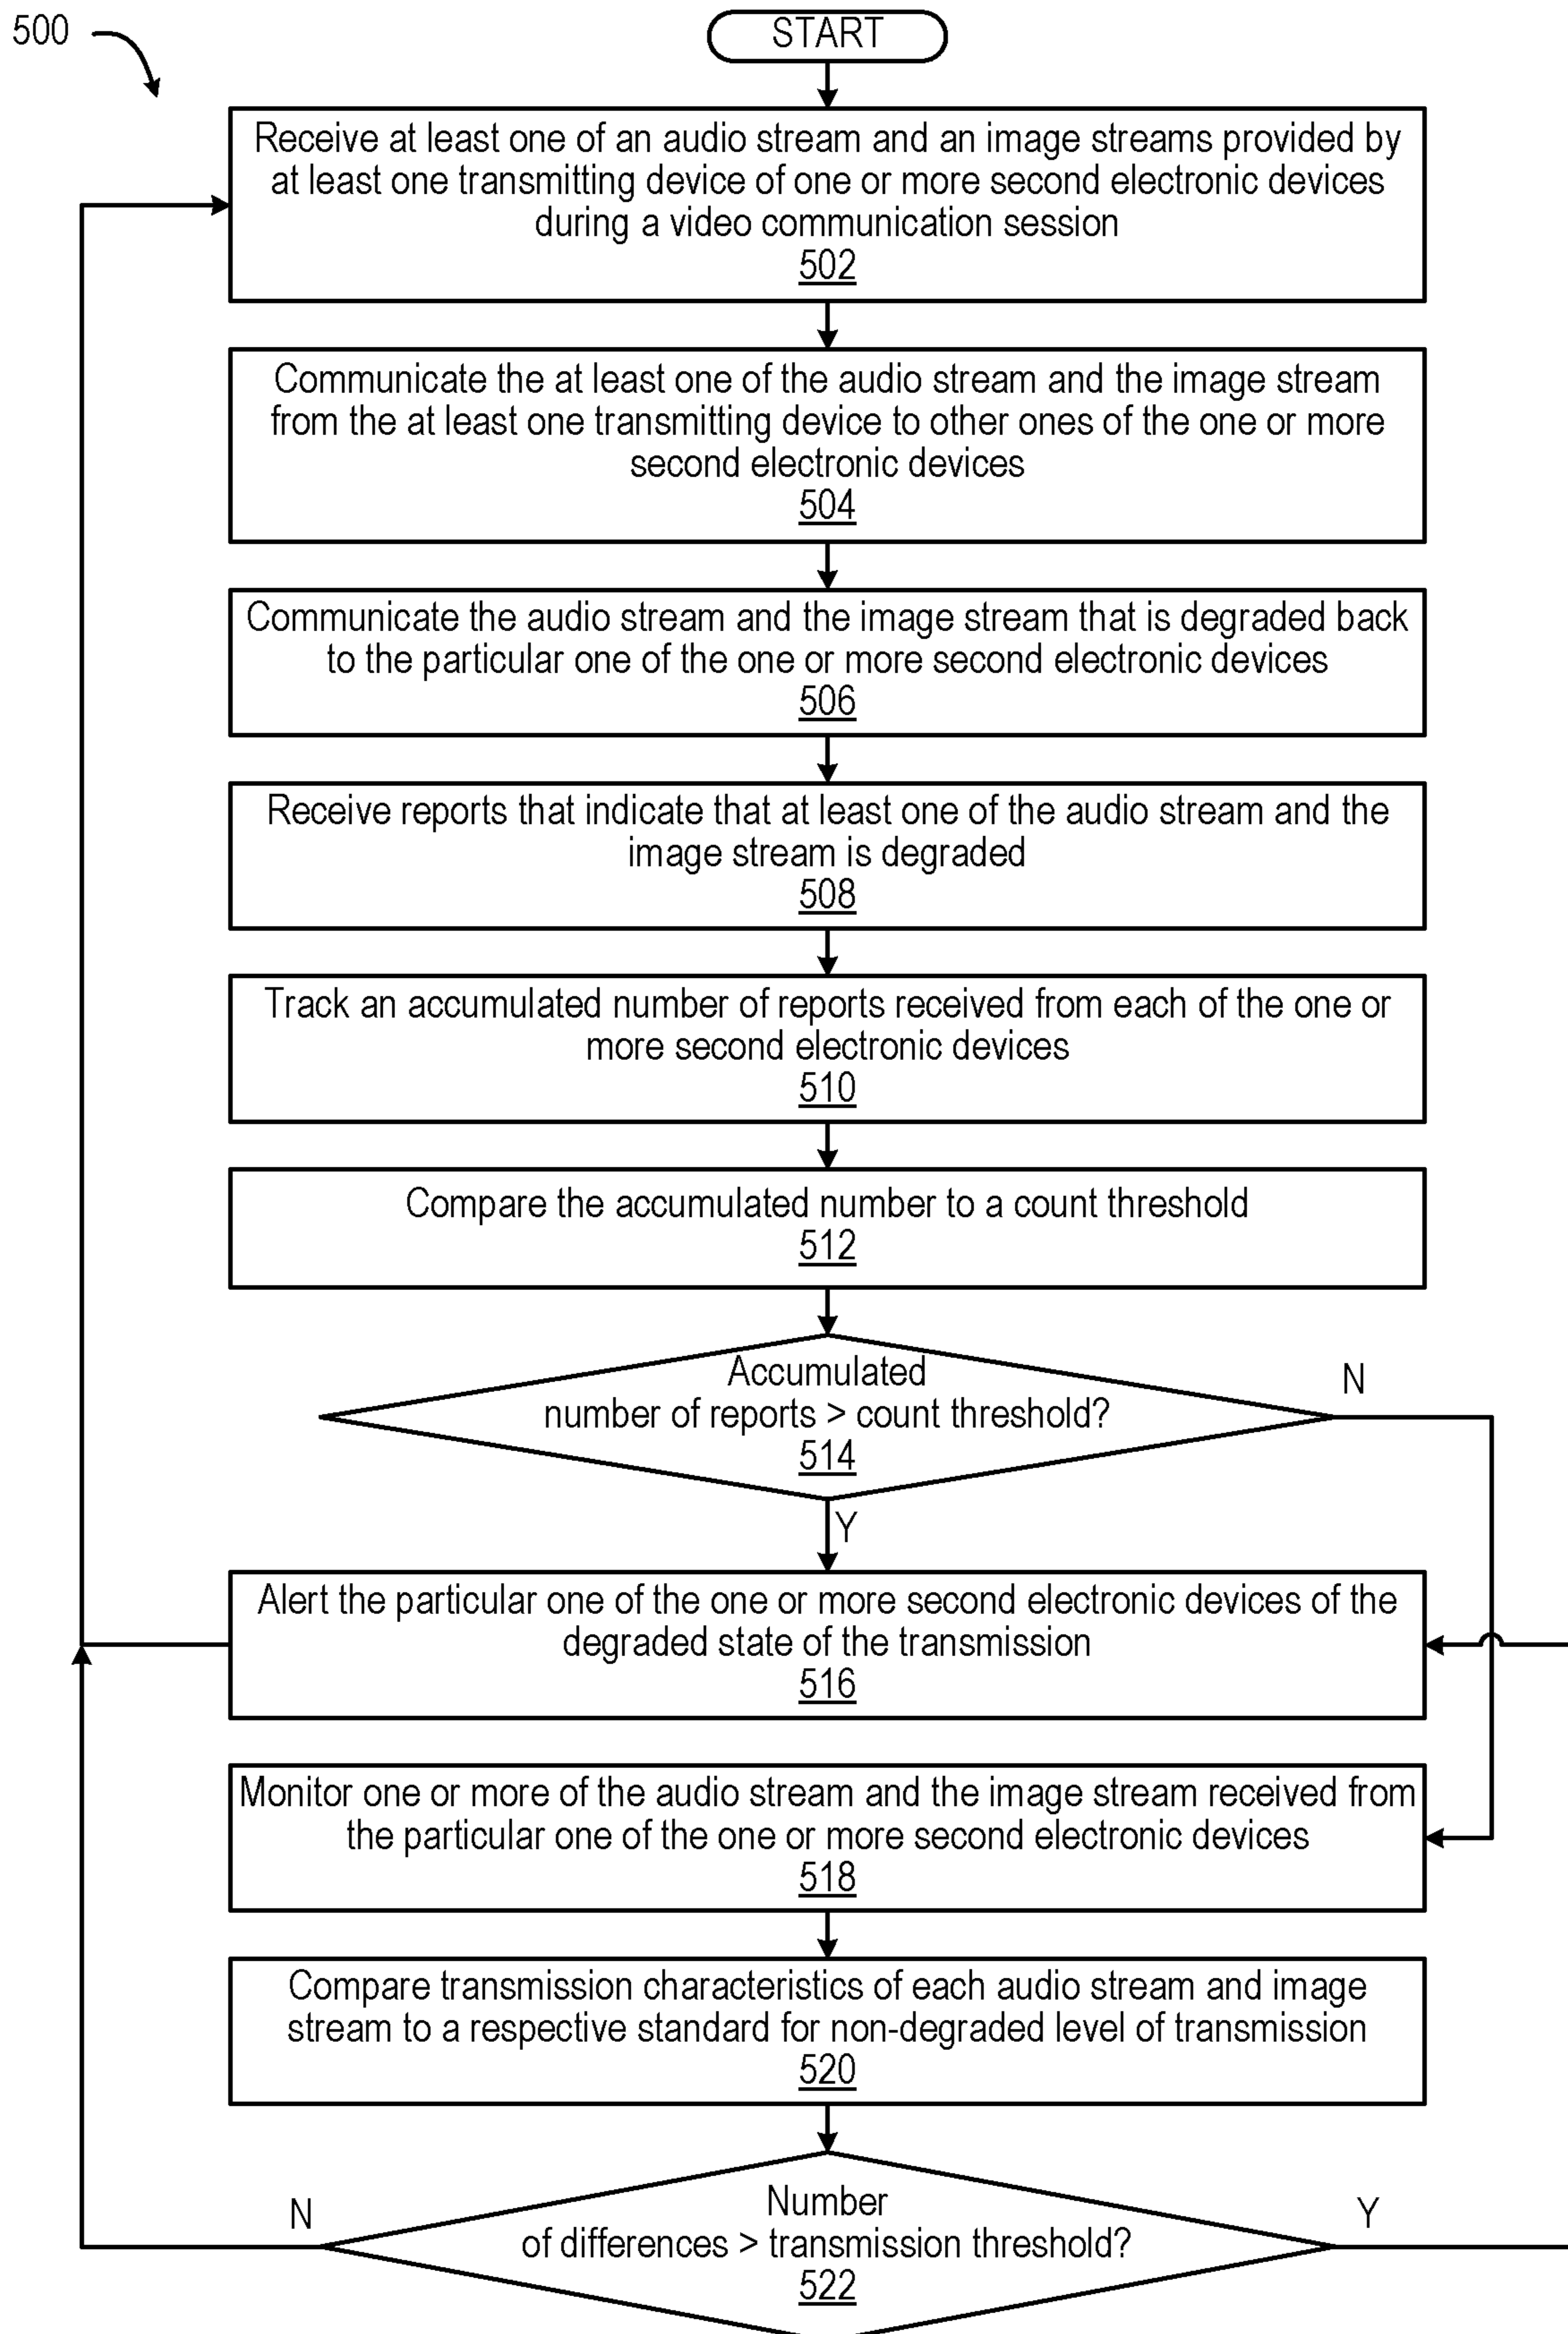 500
START
Receive at least one of an audio stream and an image streams provided by
at least one transmitting device of one or more second electronic devices
during a video communication session
502
Communicate the at least one of the audio stream and the image stream
from the at least one transmitting device to other ones of the one or more
second electronic devices
504
Communicate the audio stream and the image stream that is degraded back
to the particular one of the one or more second electronic devices
506
Receive reports that indicate that at least one of the audio stream and the
image stream is degraded
508
Track an accumulated number of reports received from each of the one or
more second electronic devices
510
Compare the accumulated number to a count threshold
512
Accumulated
number of reports > count threshold?
514
N
Y
Alert the particular one of the one or more second electronic devices of the
degraded state of the transmission
516
Monitor one or more of the audio stream and the image stream received from
the particular one of the one or more second electronic devices
518
Compare transmission characteristics of each audio stream and image
stream to a respective standard for non-degraded level of transmission
520
N
Number
of differences > transmission threshold?
522
Y